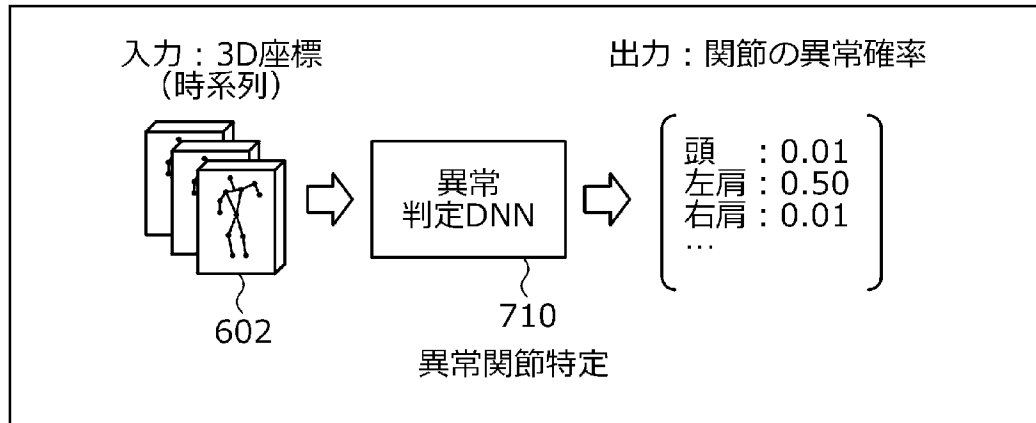 入力：3D座標
（時系列）
出力：関節の異常確率
頭　：0.01
左肩：0.50
右肩：0.01
…
異常
判定DNN
602
710
異常関節特定